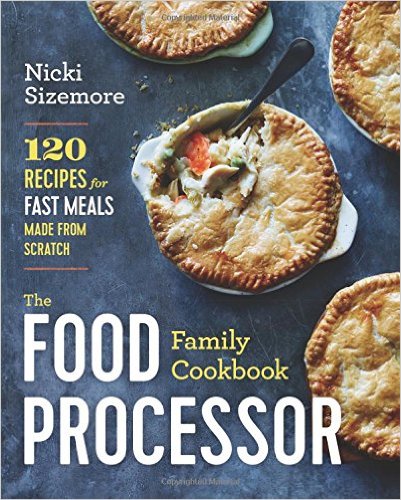 Nicki
Sizemore
120
RECIPES for
FAST MEALS
MADE FROM
SCRATCH
The
FOOD
Family
Cookbook
PROCESSOR